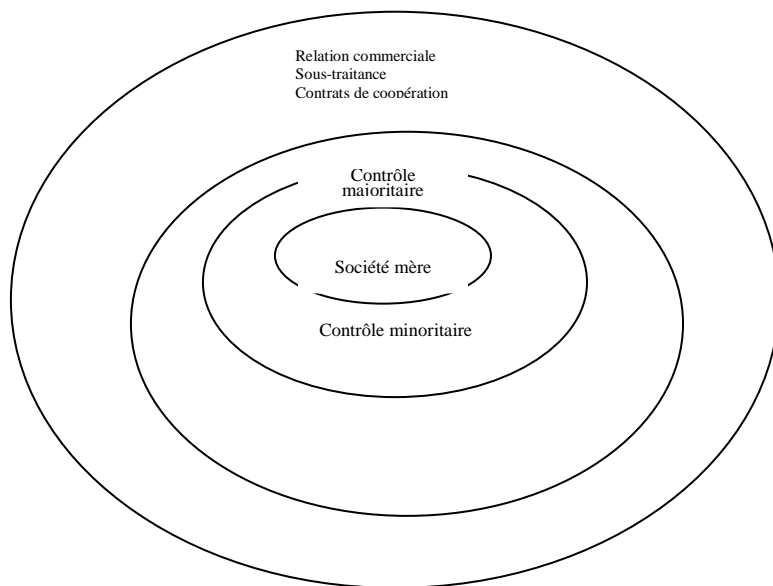 Relation commerciale
Sous-traitance
Contrats de coopération
Contrôle
majoritaire
Société mère
Contrôle minoritaire